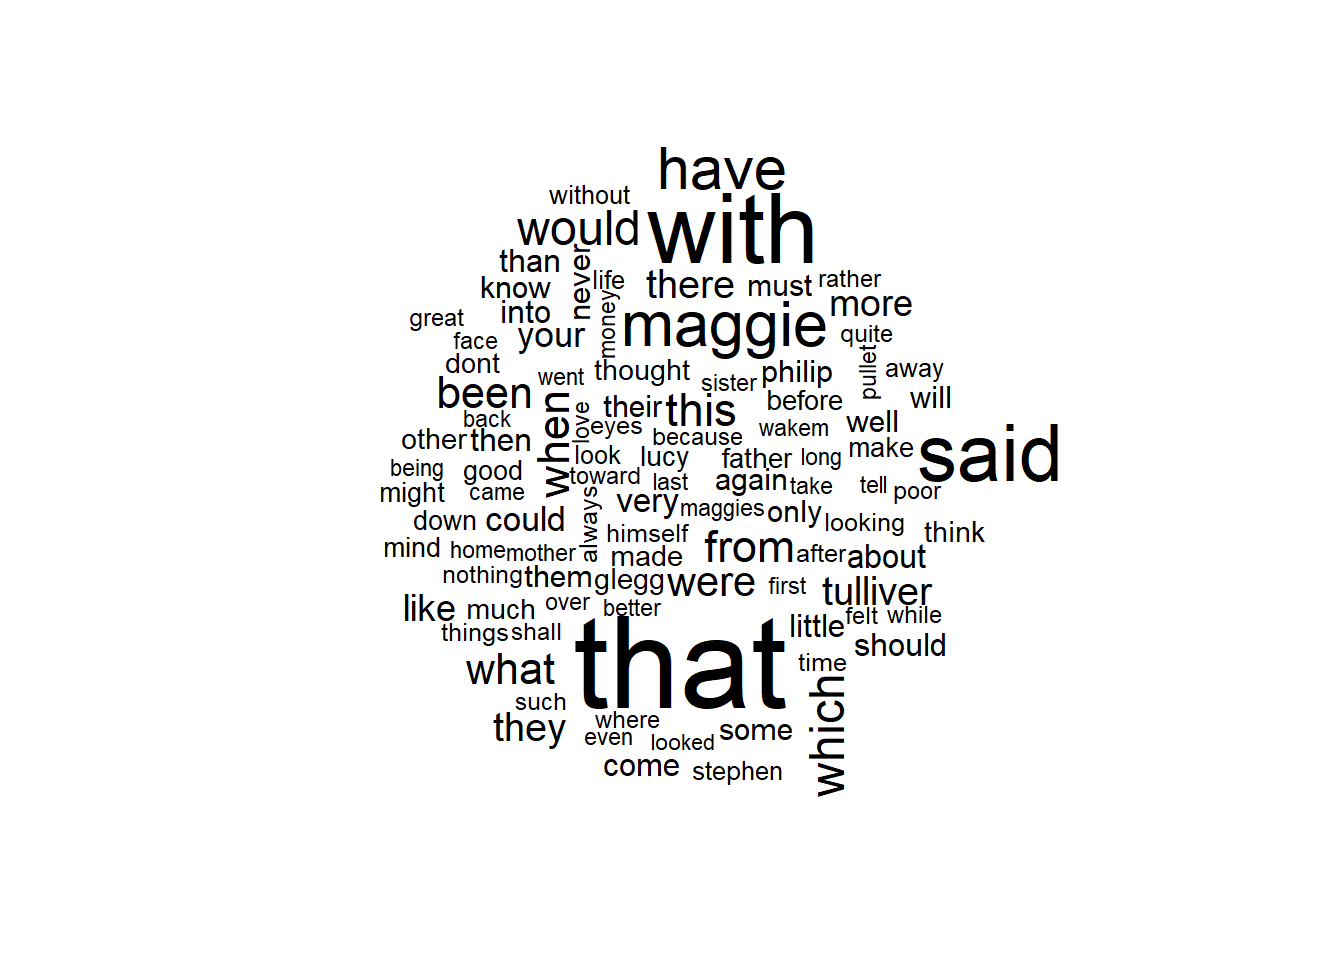 have
without
with
would
than
never
life
there
must
rather
know
money
more
great
into
your
maggie
quite
face
dont
went
thought
sister
philip
pullet
away
been
when
love
their
this
before
will
back
eyes
because
wakem
well
said
other
then
look
lucy
father
long
make
being
good
toward
last
again
take
tell
poor
might
came
always
very
maggies
only
looking
think
down
could
himself
mind
home
mother
made
from
after
about
nothing
them
glegg
were
first
tulliver
like
much
over
better
little
felt
while
things
shall
that
should
what
time
which
such
they
where
even
looked
some
come
stephen